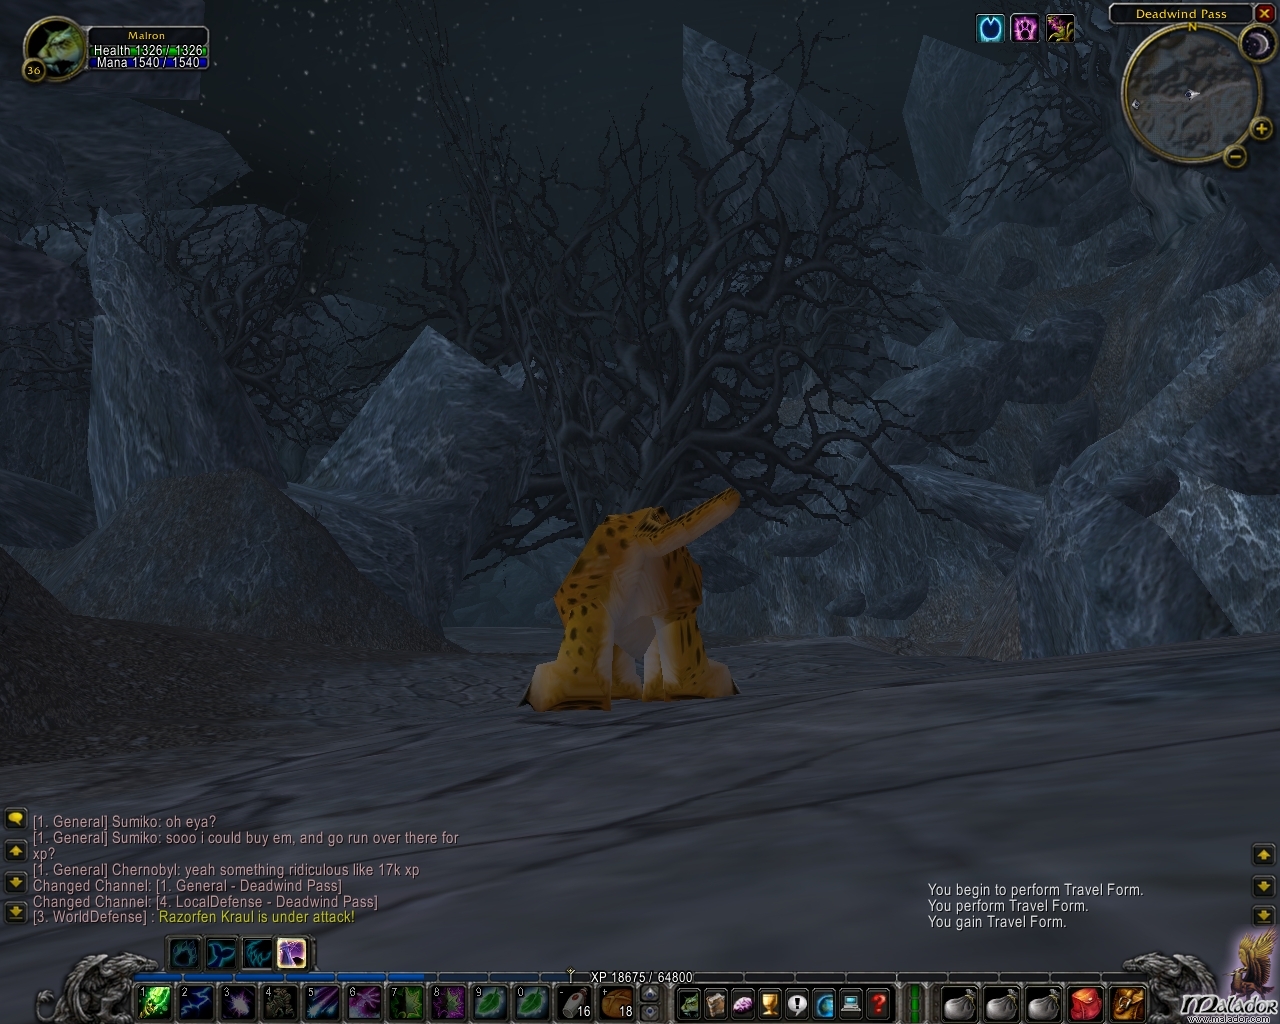 Malron
Health 1326 / 1326
Mana 1540 / 1540
36
Deadwind Pass
N
[1. General] Sumiko: oh eya?
[1. General] Sumiko: sooo i could buy em, and go run over there for
xp?
[1. General] Chernobyl: yeah something ridiculous like 17k xp
Changed Channel: [1. General - Deadwind Pass]
Changed Channel: [4. LocalDefense - Deadwind Pass]
[3. WorldDefense] : Razorfen Kraul is under attack!
You begin to perform Travel Form.
You perform Travel Form.
You gain Travel Form.
XP 18675 / 64800
1 2 3 4 5 6 7 8 9 0 - +
16 18
Malador
www.malador.com